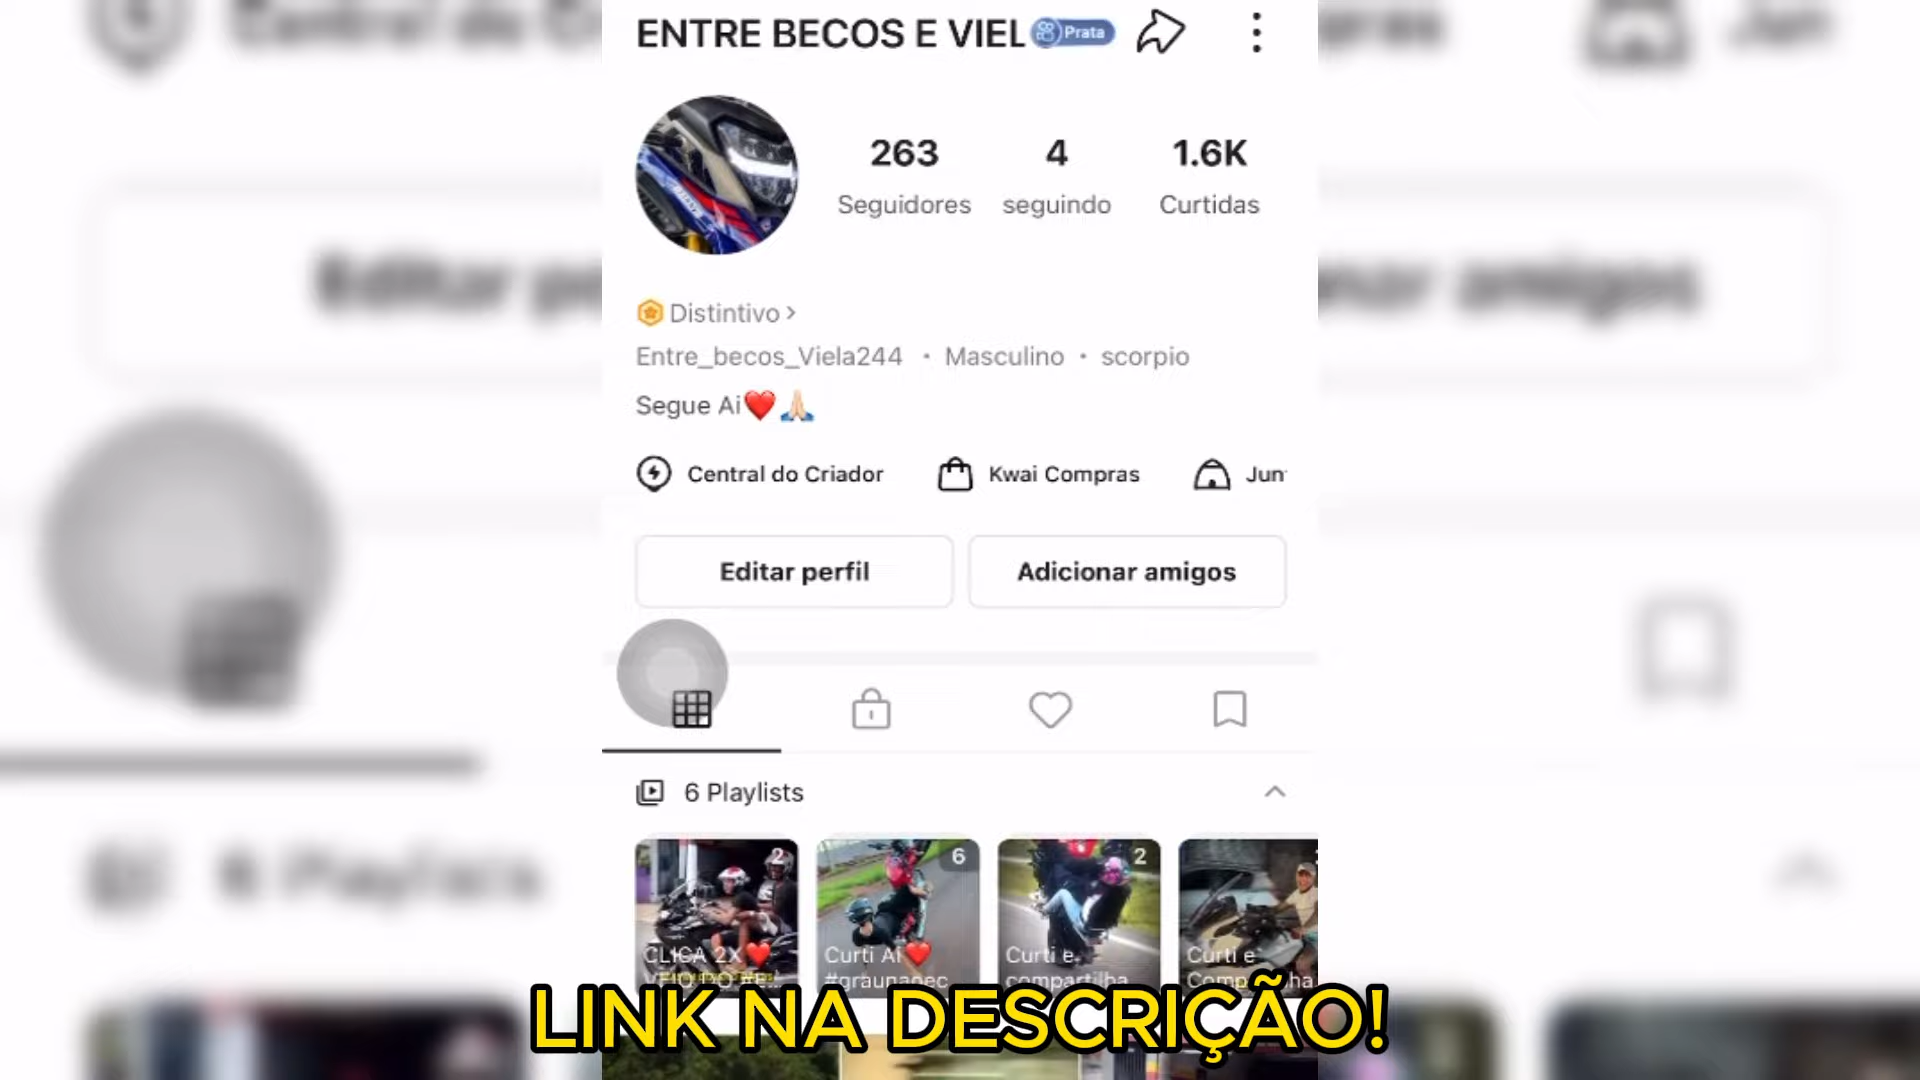 ENTRE BECOS E VIEL Prata
263 4 1.6K
Seguidores seguindo Curtidas
Distintivo >
Entre_becos_Viela244 • Masculino • scorpio
Segue Ai❤️🙏🏻
Central do Criador Kwai Compras Jun
Editar perfil Adicionar amigos
6 Playlists
2 6 2
CLICA 2X❤️ Curti Ai❤️ Curti e Curti e
#graunaoec compartilha
LINK NA DESCRIÇÃO!